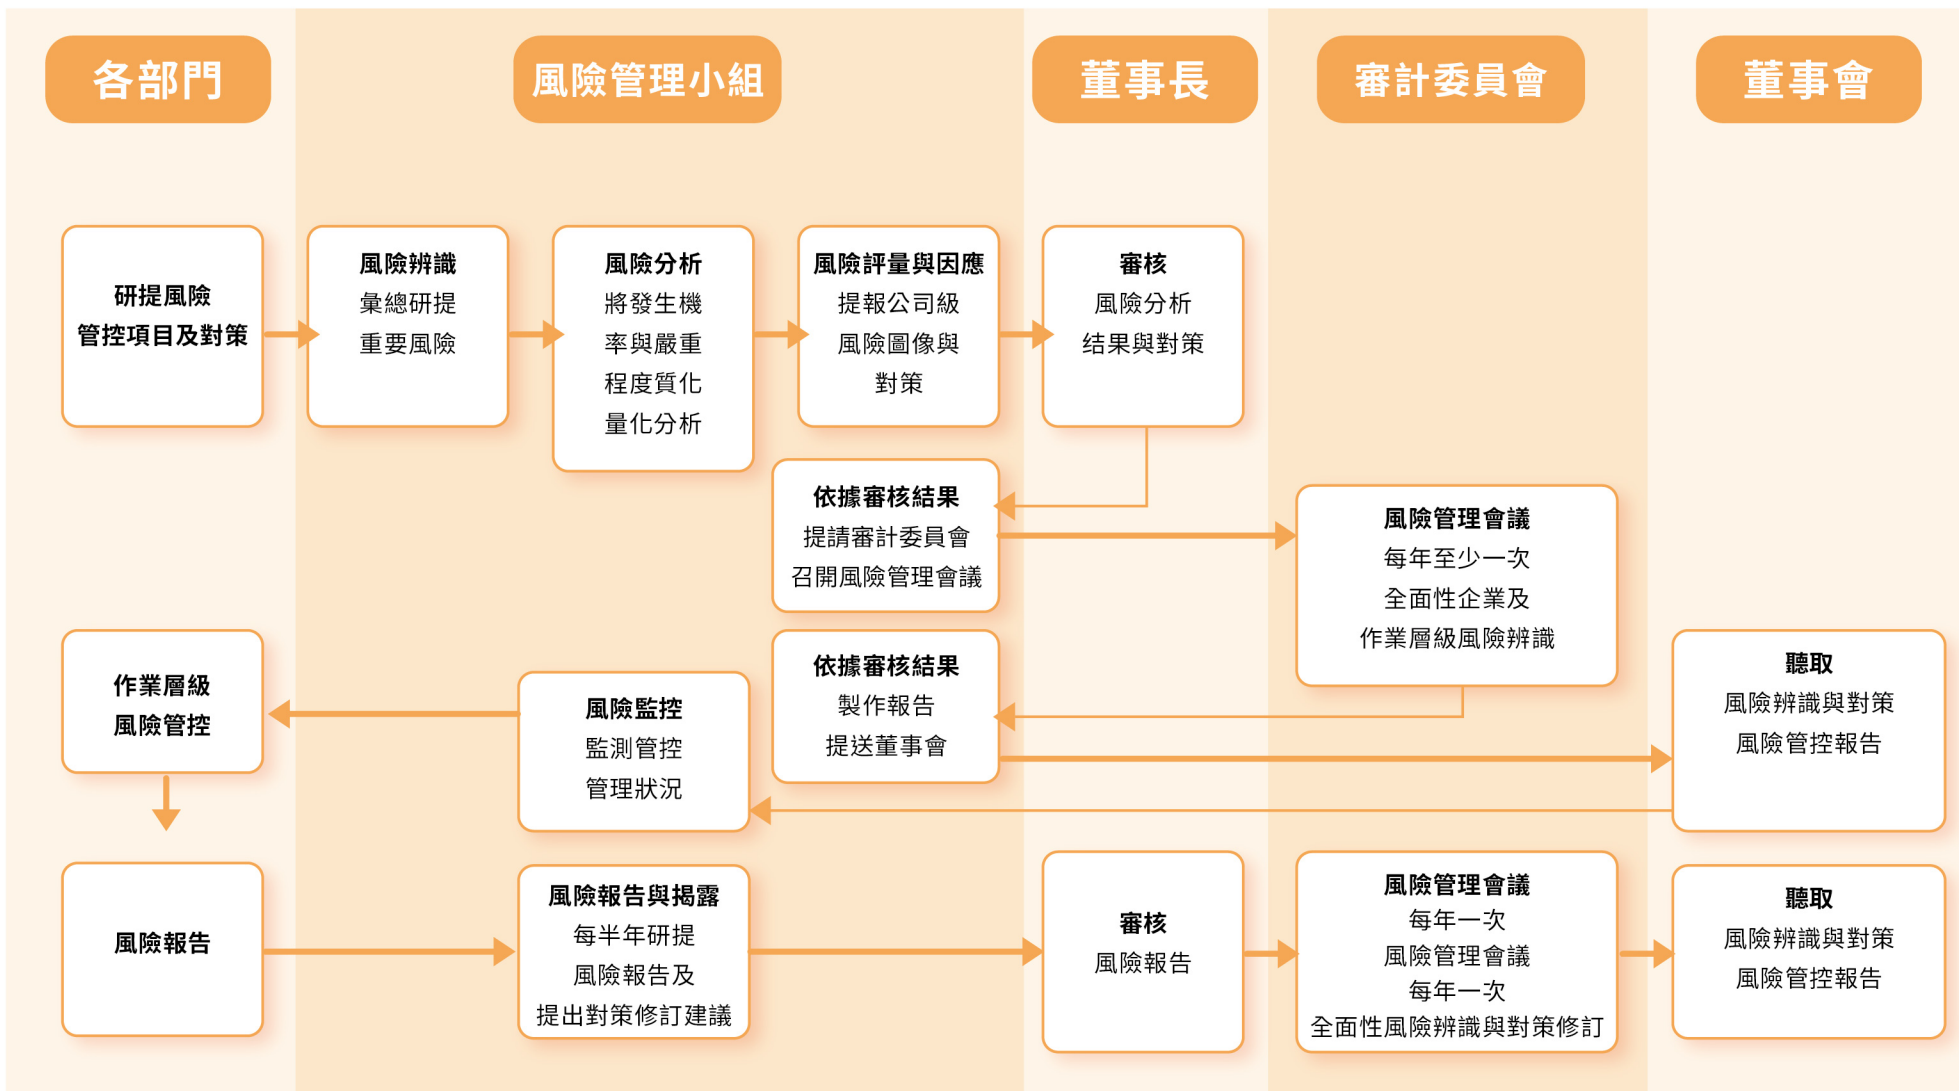 各部門
風險管理小組
董事長
審計委員會
董事會
研提風險
管控項目及對策
風險辨識
彙總研提
重要風險
風險分析
將發生機
率與嚴重
程度質化
量化分析
風險評量與因應
提報公司級
風險圖像與
對策
審核
風險分析
结果與對策
依據審核結果
提請審計委員會
召開風險管理會議
風險管理會議
每年至少一次
全面性企業及
作業層級風險辨識
依據審核結果
製作報告
提送董事會
聽取
風險辨識與對策
風險管控報告
風險監控
監測管控
管理狀況
作業層級
風險管控
風險報告
風險報告與揭露
每半年研提
風險報告及
提出對策修訂建議
審核
風險報告
風險管理會議
每年一次
風險管理會議
每年一次
全面性風險辨識與對策修訂
聽取
風險辨識與對策
風險管控報告